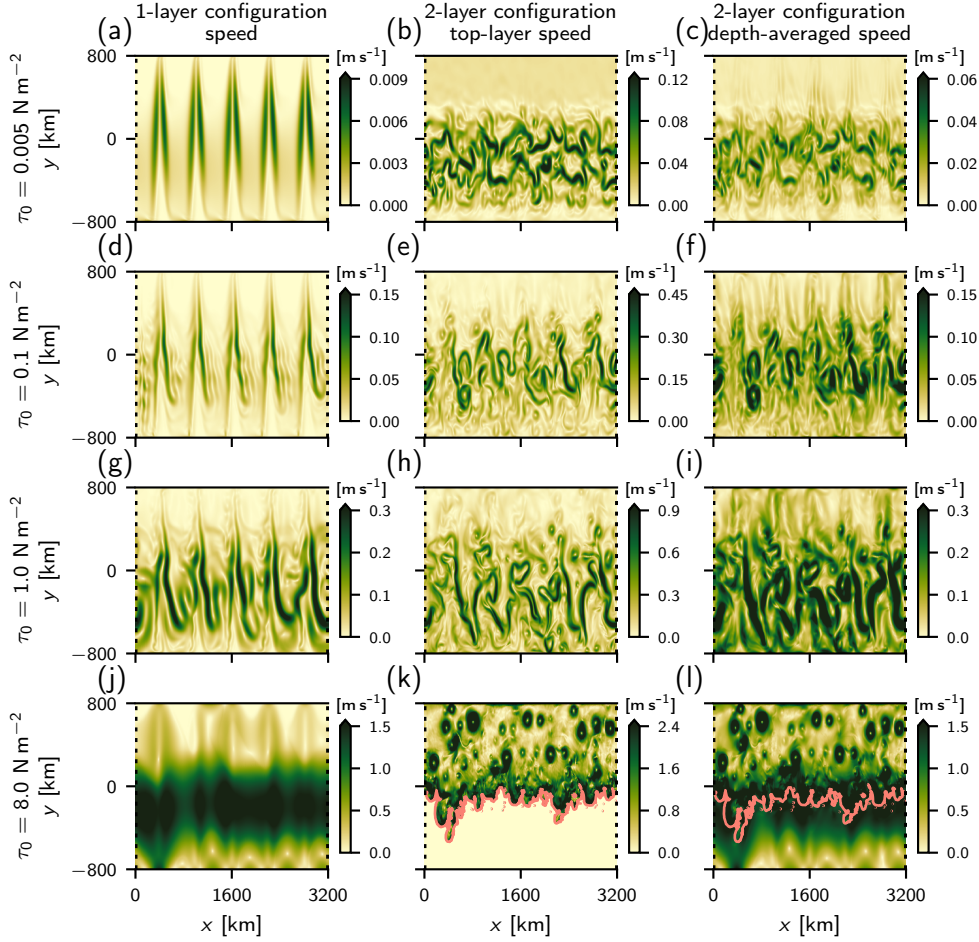 1-layer configuration
speed
2-layer configuration
top-layer speed
2-layer configuration
depth-averaged speed
(a)
(b)
(c)
τ₀ = 0.005 N m⁻²
y [km]
800
0
−800
[m s⁻¹]
0.009
0.006
0.003
0.000
[m s⁻¹]
0.12
0.08
0.04
0.00
[m s⁻¹]
0.06
0.04
0.02
0.00
(d)
(e)
(f)
τ₀ = 0.1 N m⁻²
y [km]
800
0
−800
[m s⁻¹]
0.15
0.10
0.05
0.00
[m s⁻¹]
0.45
0.30
0.15
0.00
[m s⁻¹]
0.15
0.10
0.05
0.00
(g)
(h)
(i)
τ₀ = 1.0 N m⁻²
y [km]
800
0
−800
[m s⁻¹]
0.3
0.2
0.1
0.0
[m s⁻¹]
0.9
0.6
0.3
0.0
[m s⁻¹]
0.3
0.2
0.1
0.0
(j)
(k)
(l)
τ₀ = 8.0 N m⁻²
y [km]
800
0
−800
[m s⁻¹]
1.5
1.0
0.5
0.0
[m s⁻¹]
2.4
1.6
0.8
0.0
[m s⁻¹]
1.5
1.0
0.5
0.0
0 1600 3200
0 1600 3200
0 1600 3200
x [km]
x [km]
x [km]